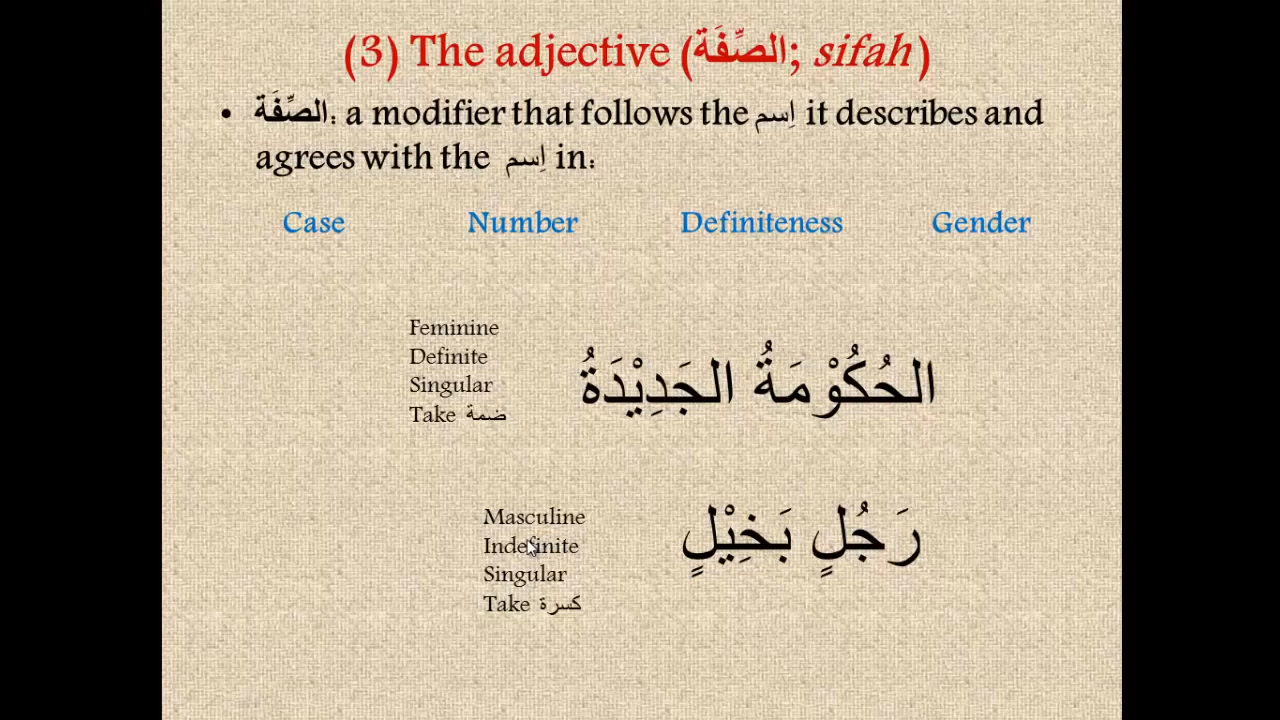 (3) The adjective (الصِّفَة; sifah)
• الصِّفَة: a modifier that follows the اِسم it describes and
agrees with the اِسم in:
Case Number Definiteness Gender
Feminine
Definite
Singular
Take ضمة
الحُكُوْمَةُ الجَدِيْدَةُ
Masculine
Indefinite
Singular
Take كسرة
رَجُلٍ بَخِيْلٍ